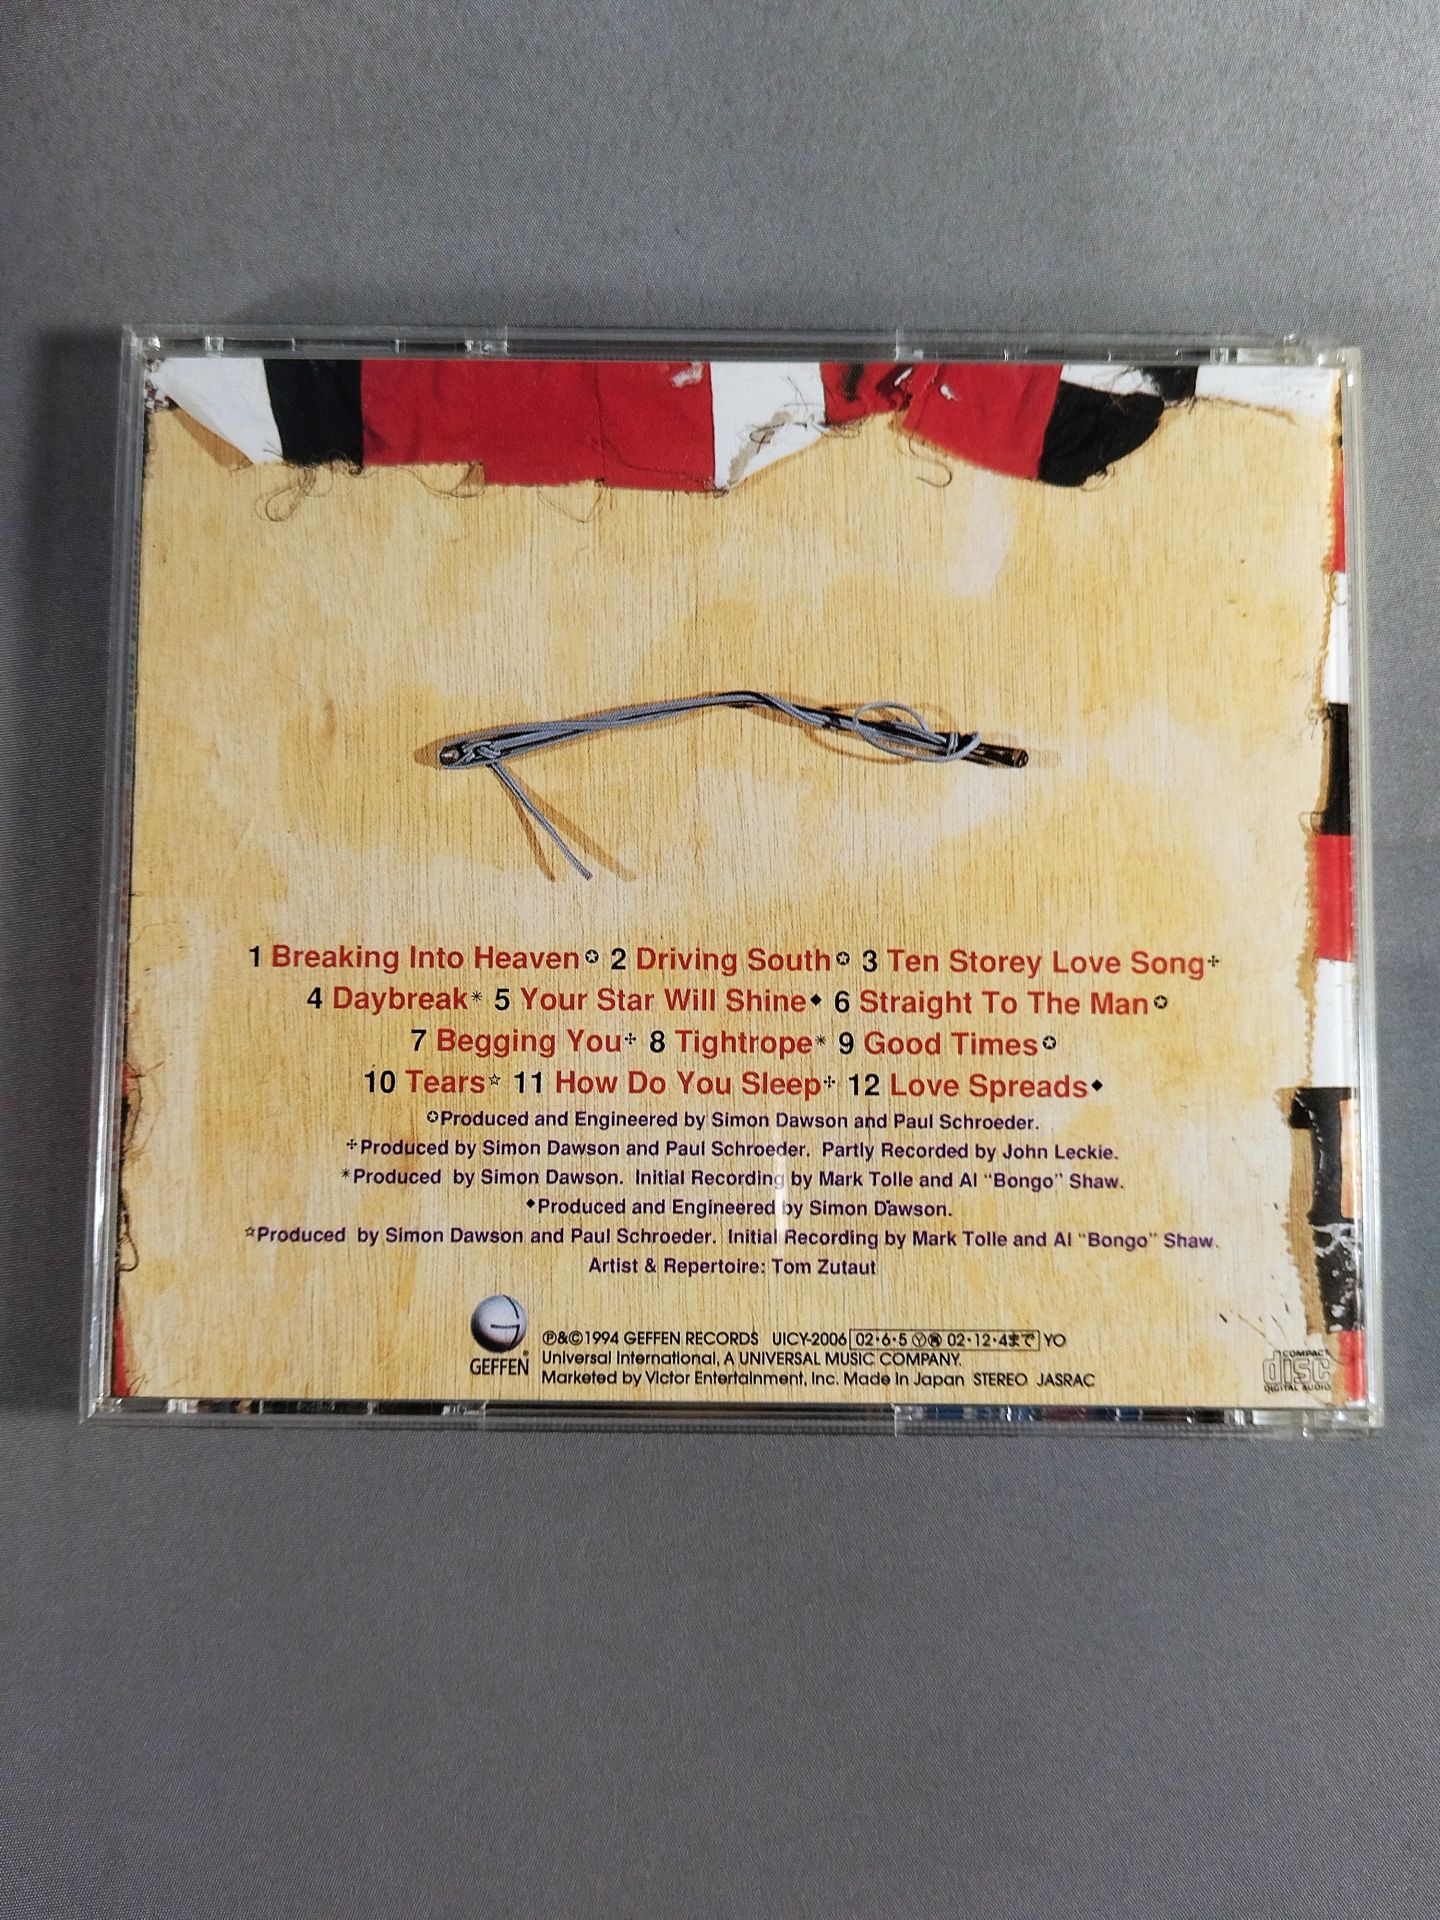 1 Breaking Into Heaven✪ 2 Driving South✪ 3 Ten Storey Love Song✣
4 Daybreak✳ 5 Your Star Will Shine◆ 6 Straight To The Man✪
7 Begging You✣ 8 Tightrope✳ 9 Good Times✪
10 Tears☆ 11 How Do You Sleep✣ 12 Love Spreads◆
✪Produced and Engineered by Simon Dawson and Paul Schroeder.
✣Produced by Simon Dawson and Paul Schroeder. Partly Recorded by John Leckie.
✳Produced by Simon Dawson. Initial Recording by Mark Tolle and Al "Bongo" Shaw.
◆Produced and Engineered by Simon Dawson.
☆Produced by Simon Dawson and Paul Schroeder. Initial Recording by Mark Tolle and Al "Bongo" Shaw.
Artist & Repertoire: Tom Zutaut
GEFFEN®
℗&©1994 GEFFEN RECORDS UICY-2006 02・6・5 Ⓨ 02・12・4まで YO
Universal International, A UNIVERSAL MUSIC COMPANY.
Marketed by Victor Entertainment, Inc. Made in Japan STEREO JASRAC
COMPACT
disc
DIGITAL AUDIO